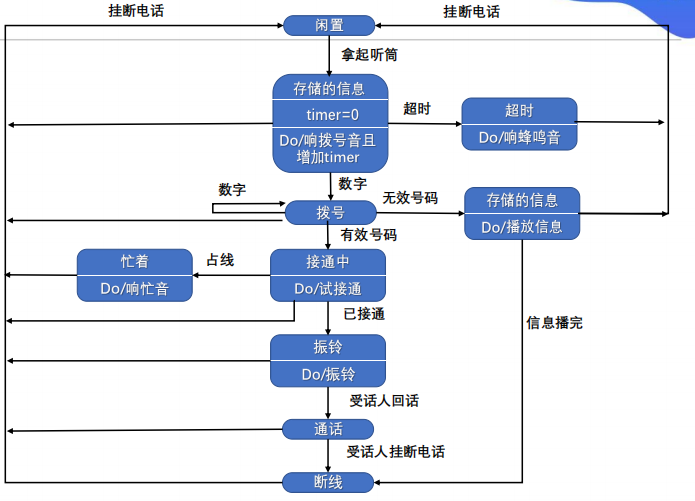 挂断电话
闲置
挂断电话
拿起听筒
存储的信息
timer=0
Do/响拨号音且
增加timer
超时
超时
Do/响蜂鸣音
数字
数字
拨号
无效号码
存储的信息
Do/播放信息
有效号码
忙着
Do/响忙音
占线
接通中
Do/试接通
已接通
信息播完
振铃
Do/振铃
受话人回话
通话
受话人挂断电话
断线